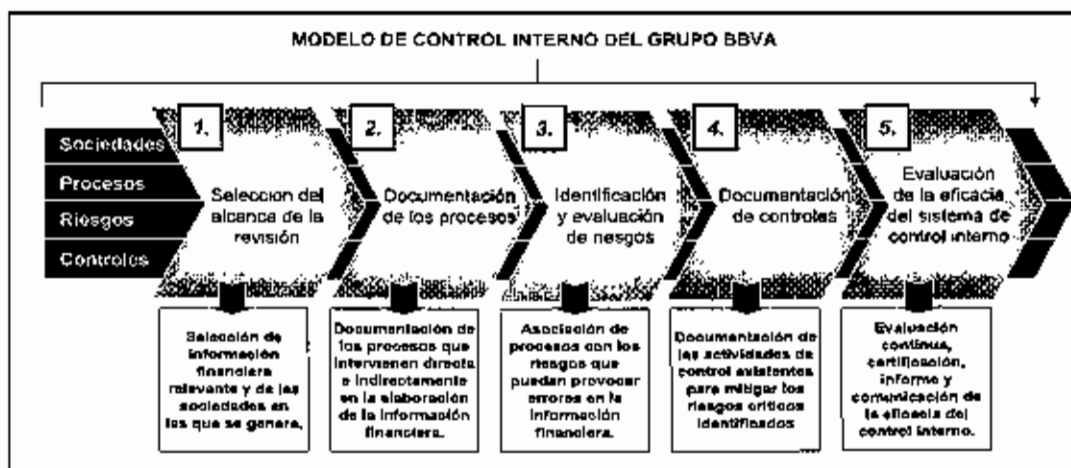 MODELO DE CONTROL INTERNO DEL GRUPO BBVA
Sociedades
Procesos
Riesgos
Controles
1.
Seleccion del
alcance de la
revisión
2.
Documentación
de los procesos
3.
Identificación
y evaluación
de riesgos
4.
Documentación
de controles
5.
Evaluación
de la eficacia
del sistema de
control interno
Selección de
información
financiera
relevante y de las
sociedades en
las que se genera.
Documentación de
los procesos que
intervienen directa
e indirectamente
en la elaboración
de la información
financiera.
Asociación de
procesos con los
riesgos que
puedan provocar
errores en la
información
financiera.
Documentación de
las actividades de
control existentes
para mitigar los
riesgos críticos
identificados
Evaluación
continua,
certificación,
informe y
comunicación de
la eficacia del
control interno.